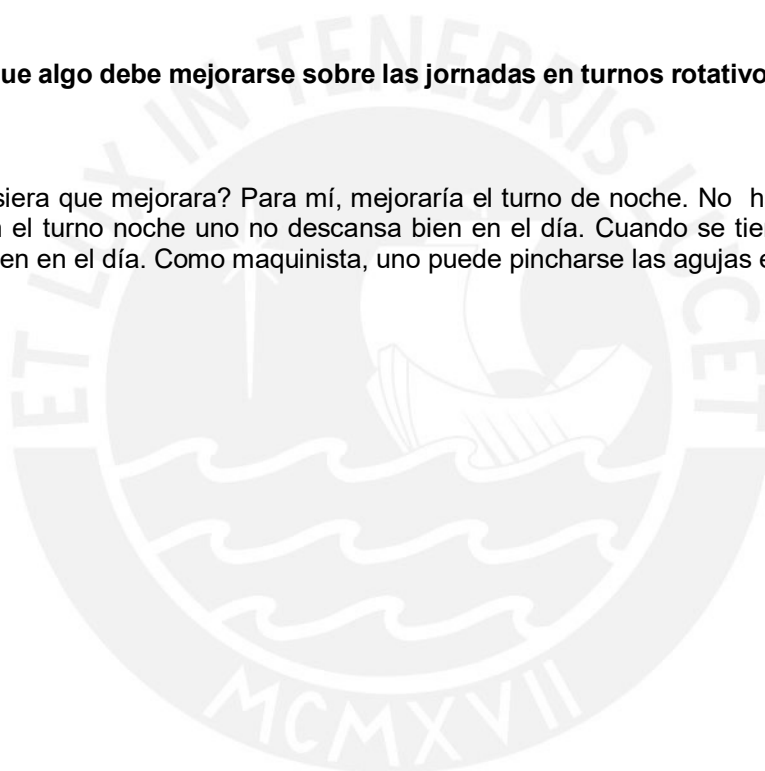 ue algo debe mejorarse sobre las jornadas en turnos rotativo
siera que mejorara? Para mí, mejoraría el turno de noche. No h
el turno noche uno no descansa bien en el día. Cuando se tie
en en el día. Como maquinista, uno puede pincharse las agujas e
ET LUX IN TENEBRIS LUCET
MCMXVII